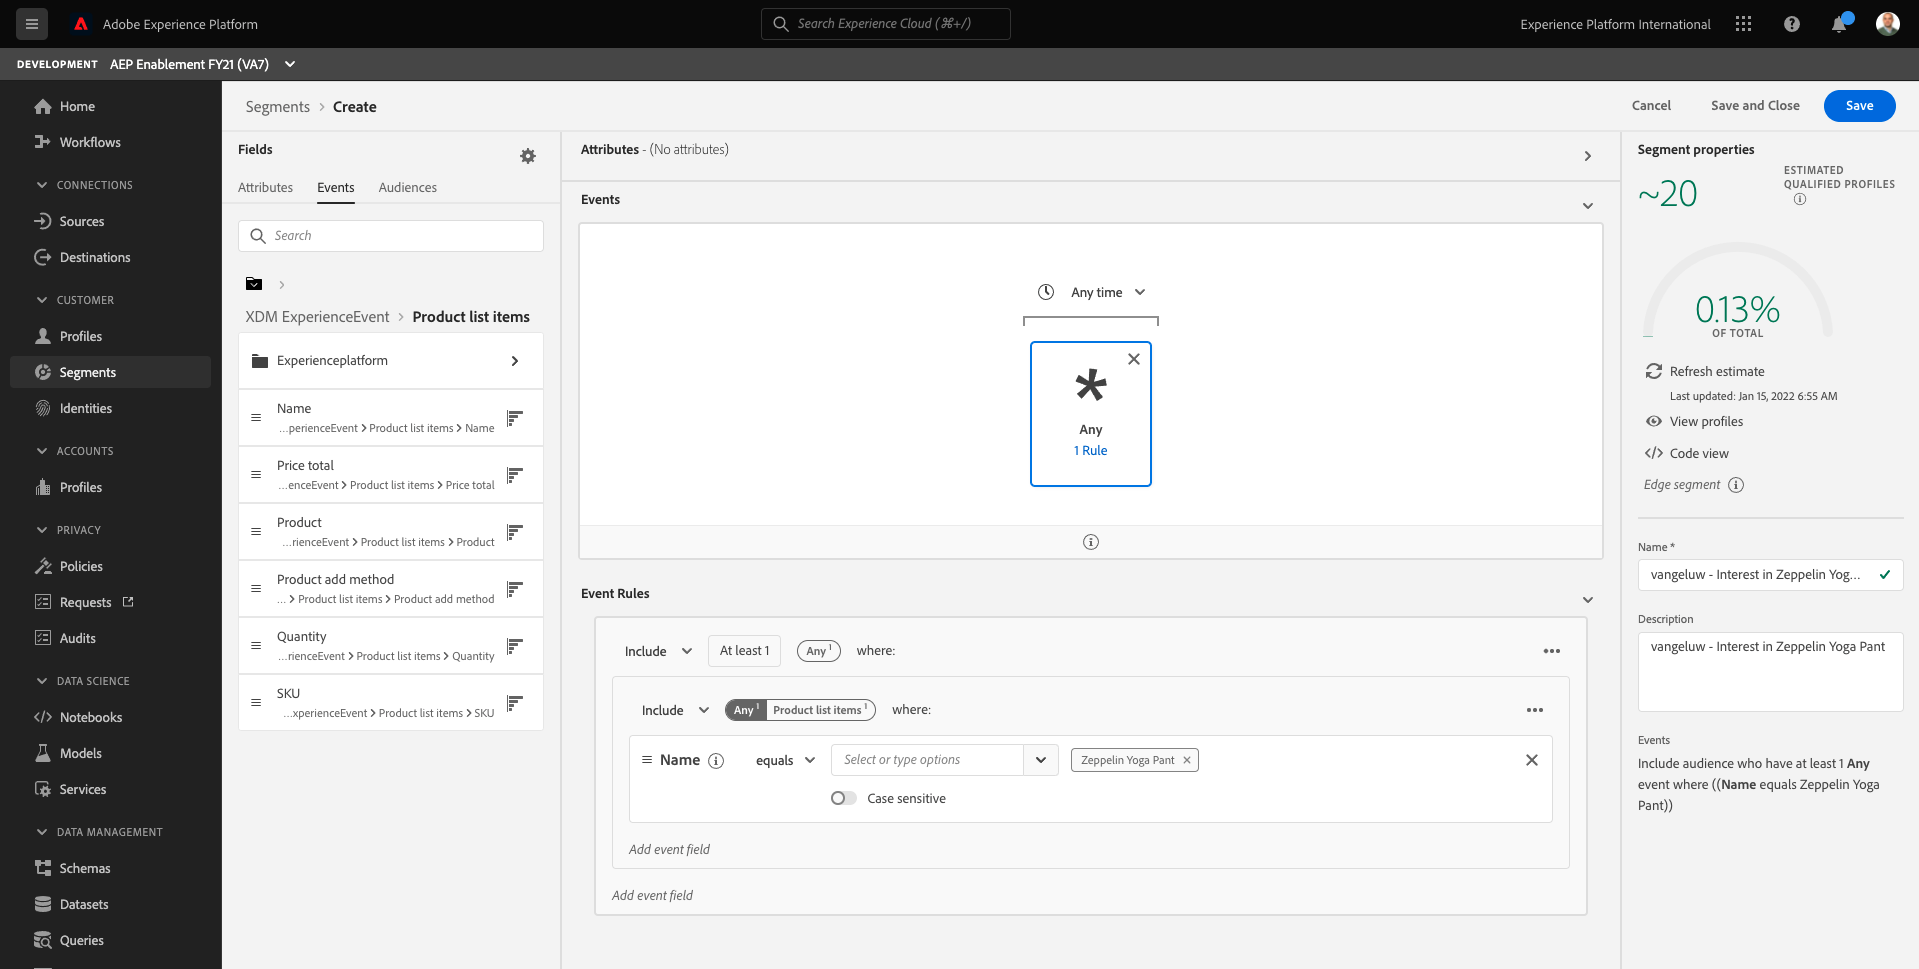 Adobe Experience Platform
Search Experience Cloud (⌘+/)
Experience Platform International
DEVELOPMENT AEP Enablement FY21 (VA7)
Home
Workflows
CONNECTIONS
Sources
Destinations
CUSTOMER
Profiles
Segments
Identities
ACCOUNTS
Profiles
PRIVACY
Policies
Requests
Audits
DATA SCIENCE
Notebooks
Models
Services
DATA MANAGEMENT
Schemas
Datasets
Queries
Segments > Create
Cancel
Save and Close
Save
Fields
Attributes
Events
Audiences
Search
XDM ExperienceEvent > Product list items
Experienceplatform
Name
...perienceEvent > Product list items > Name
Price total
...enceEvent > Product list items > Price total
Product
...rienceEvent > Product list items > Product
Product add method
... > Product list items > Product add method
Quantity
...rienceEvent > Product list items > Quantity
SKU
...xperienceEvent > Product list items > SKU
Attributes - (No attributes)
Events
Any time
Any
1 Rule
Event Rules
Include At least 1 Any 1 where:
Include Any 1 Product list items 1 where:
Name equals Select or type options Zeppelin Yoga Pant
Case sensitive
Add event field
Add event field
Segment properties
~20
ESTIMATED
QUALIFIED PROFILES
0.13%
OF TOTAL
Refresh estimate
Last updated: Jan 15, 2022 6:55 AM
View profiles
Code view
Edge segment
Name *
vangeluw - Interest in Zeppelin Yog...
Description
vangeluw - Interest in Zeppelin Yoga Pant
Events
Include audience who have at least 1 Any
event where ((Name equals Zeppelin Yoga
Pant))